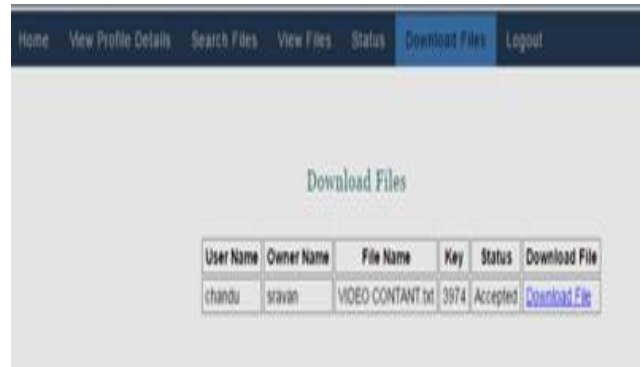 Home View Profile Details Search Files View Files Status Download Files Logout
Download Files
User Name Owner Name File Name Key Status Download File
chandu sravan VIDEO CONTANT.txt 3974 Accepted Download File